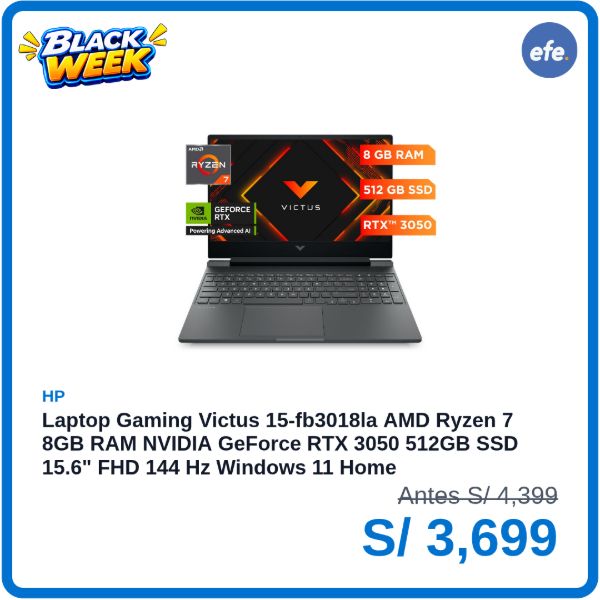 BLACK
WEEK
efe.
AMD
RYZEN
7
NVIDIA
GEFORCE
RTX
Powering Advanced AI
VICTUS
8 GB RAM
512 GB SSD
RTX™ 3050
HP
Laptop Gaming Victus 15-fb3018la AMD Ryzen 7
8GB RAM NVIDIA GeForce RTX 3050 512GB SSD
15.6" FHD 144 Hz Windows 11 Home
Antes S/ 4,399
S/ 3,699